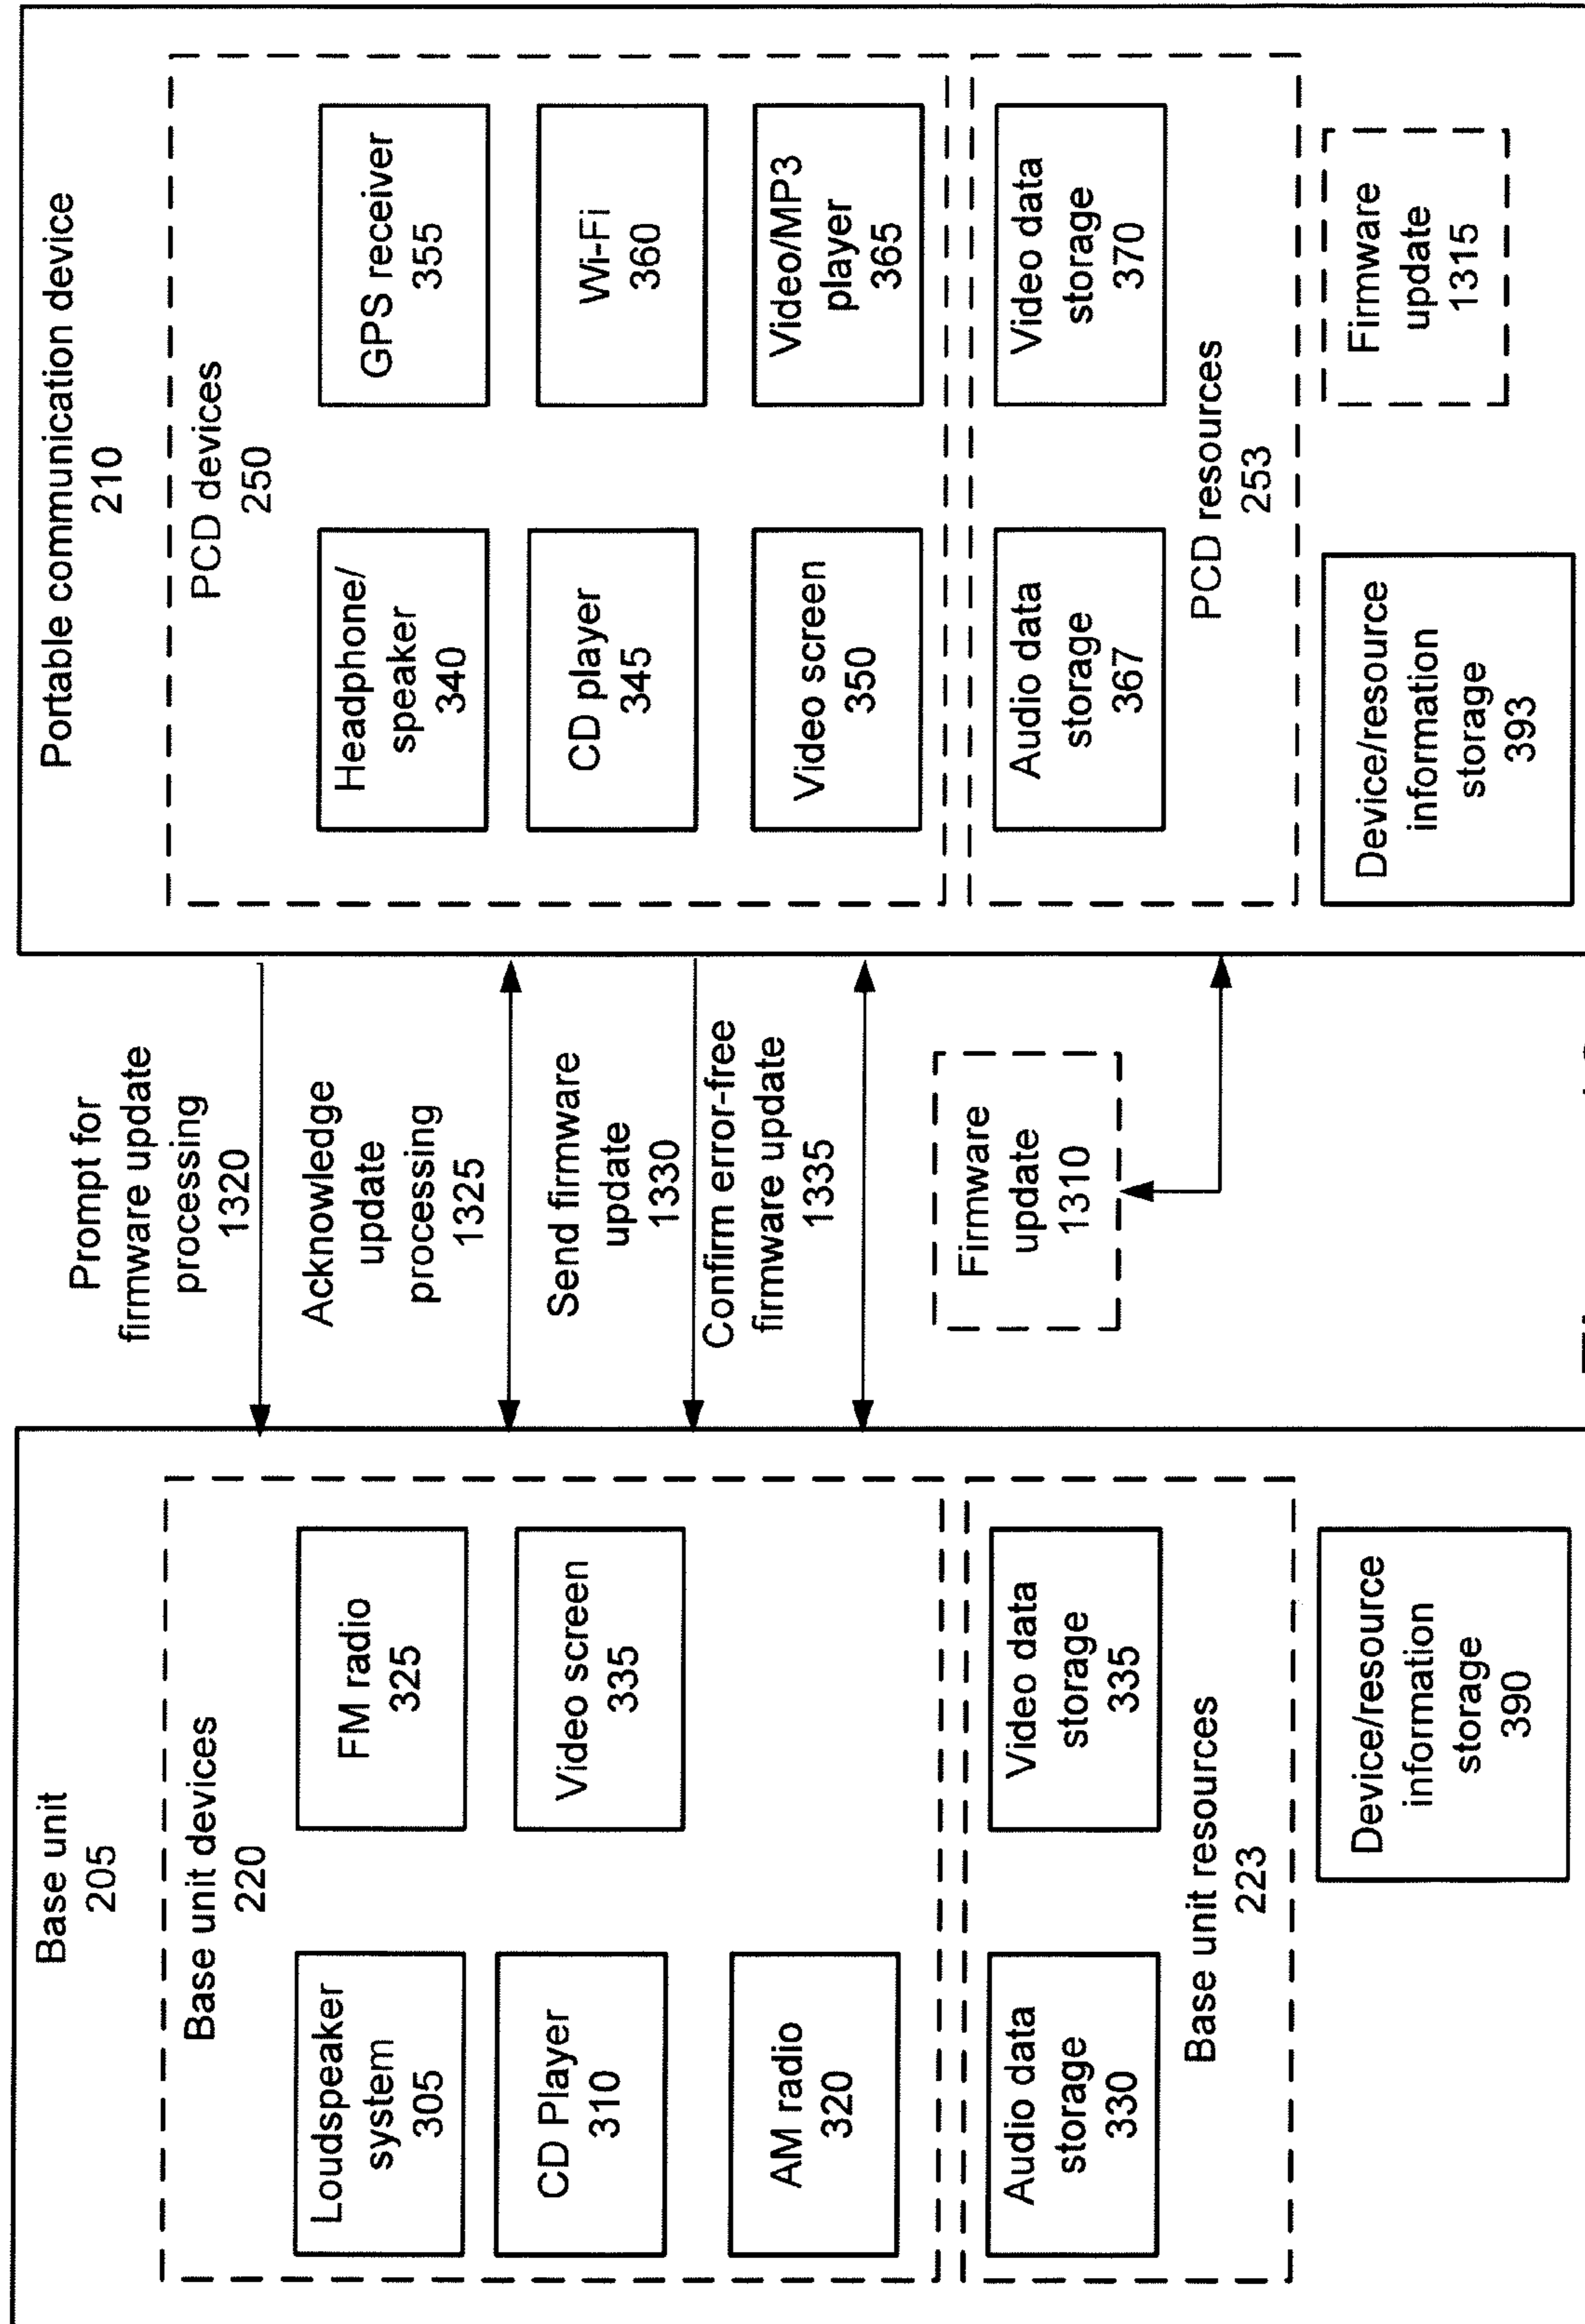 Base unit
205
Base unit devices
220
Loudspeaker
system
305
FM radio
325
CD Player
310
Video screen
335
AM radio
320
Audio data
storage
330
Video data
storage
335
Base unit resources
223
Device/resource
information
storage
390
Prompt for
firmware update
processing
1320
Acknowledge
update
processing
1325
Send firmware
update
1330
Confirm error-free
firmware update
1335
Firmware
update
1310
Portable communication device
210
PCD devices
250
Headphone/
speaker
340
GPS receiver
355
CD player
345
Wi-Fi
360
Video screen
350
Video/MP3
player
365
Audio data
storage
367
Video data
storage
370
PCD resources
253
Device/resource
information
storage
393
Firmware
update
1315